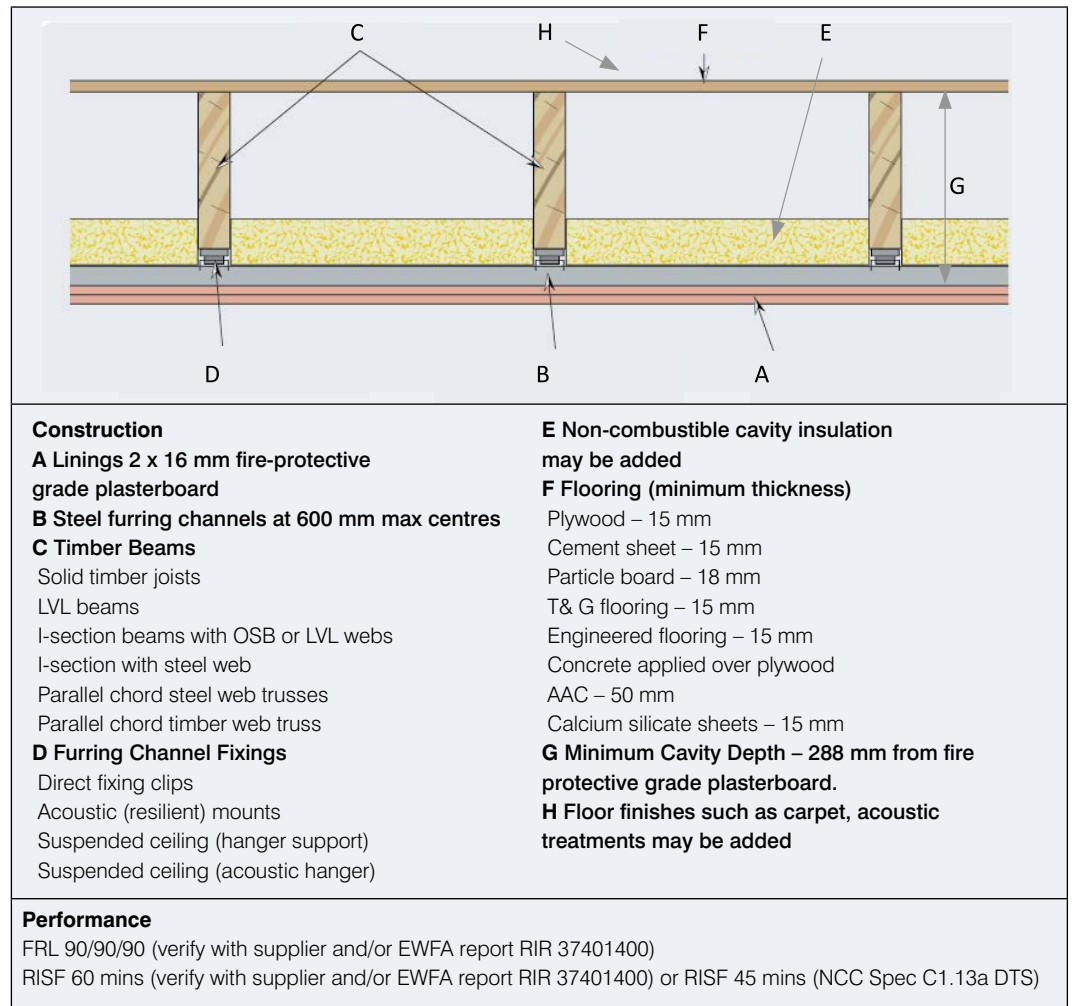 C H F E
G
D B A
Construction
A Linings 2 x 16 mm fire-protective
grade plasterboard
B Steel furring channels at 600 mm max centres
C Timber Beams
Solid timber joists
LVL beams
I-section beams with OSB or LVL webs
I-section with steel web
Parallel chord steel web trusses
Parallel chord timber web truss
D Furring Channel Fixings
Direct fixing clips
Acoustic (resilient) mounts
Suspended ceiling (hanger support)
Suspended ceiling (acoustic hanger)
E Non-combustible cavity insulation
may be added
F Flooring (minimum thickness)
Plywood – 15 mm
Cement sheet – 15 mm
Particle board – 18 mm
T& G flooring – 15 mm
Engineered flooring – 15 mm
Concrete applied over plywood
AAC – 50 mm
Calcium silicate sheets – 15 mm
G Minimum Cavity Depth – 288 mm from fire
protective grade plasterboard.
H Floor finishes such as carpet, acoustic
treatments may be added
Performance
FRL 90/90/90 (verify with supplier and/or EWFA report RIR 37401400)
RISF 60 mins (verify with supplier and/or EWFA report RIR 37401400) or RISF 45 mins (NCC Spec C1.13a DTS)